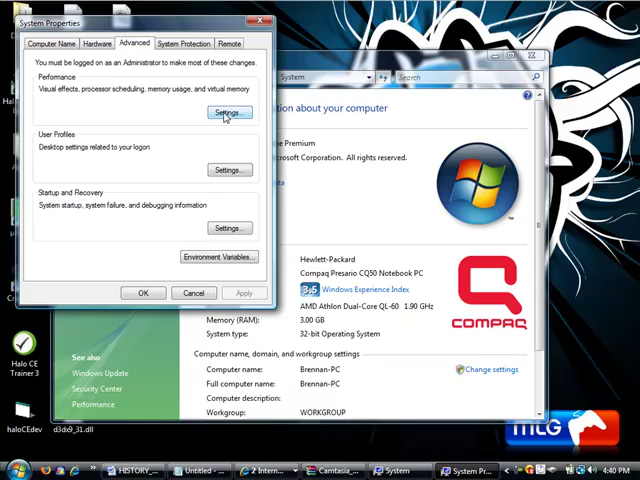 System Properties
Computer Name
Hardware
Advanced
System Protection
Remote
You must be logged on as an Administrator to make most of these changes.
Performance
Visual effects, processor scheduling, memory usage, and virtual memory
Settings...
User Profiles
Desktop settings related to your logon
Settings...
Startup and Recovery
System startup, system failure, and debugging information
Settings...
Environment Variables...
OK
Cancel
Apply
System
Search
tion about your computer
e Premium
rosoft Corporation. All rights reserved.
Hewlett-Packard
Compaq Presario CQ50 Notebook PC
3,5 Windows Experience Index
AMD Athlon Dual-Core QL-60 1.90 GHz
Memory (RAM):
3.00 GB
System type:
32-bit Operating System
COMPAQ
Computer name, domain, and workgroup settings
Computer name:
Brennan-PC
Change settings
Full computer name:
Brennan-PC
Computer description:
Workgroup:
WORKGROUP
See also
Windows Update
Security Center
Performance
Halo CE
Trainer 3
haloCEdev
d3dx9_31.dll
MLG
HISTORY_...
Untitled - ...
2 Intern...
Camtasia_...
System
System Pr...
4:40 PM